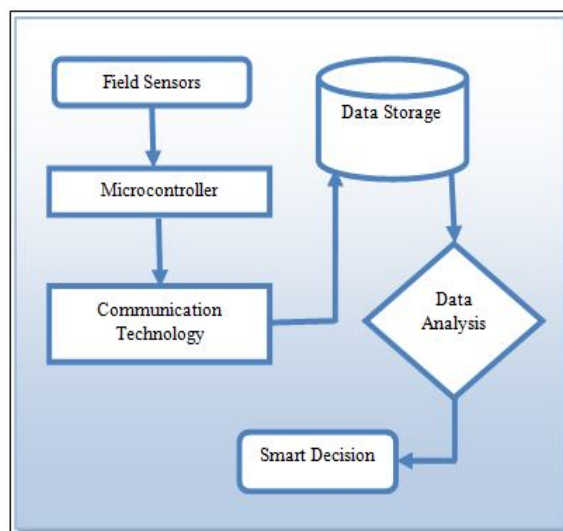 Field Sensors
Microcontroller
Communication
Technology
Data Storage
Data
Analysis
Smart Decision